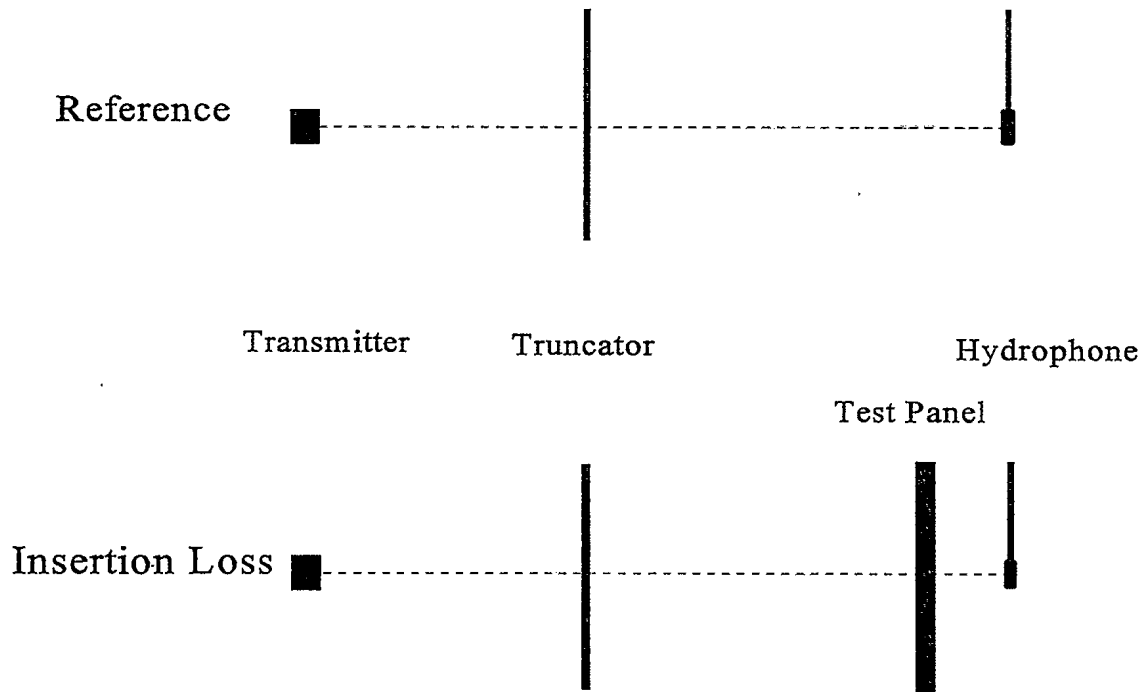 Reference
Transmitter
Truncator
Hydrophone
Test Panel
Insertion Loss